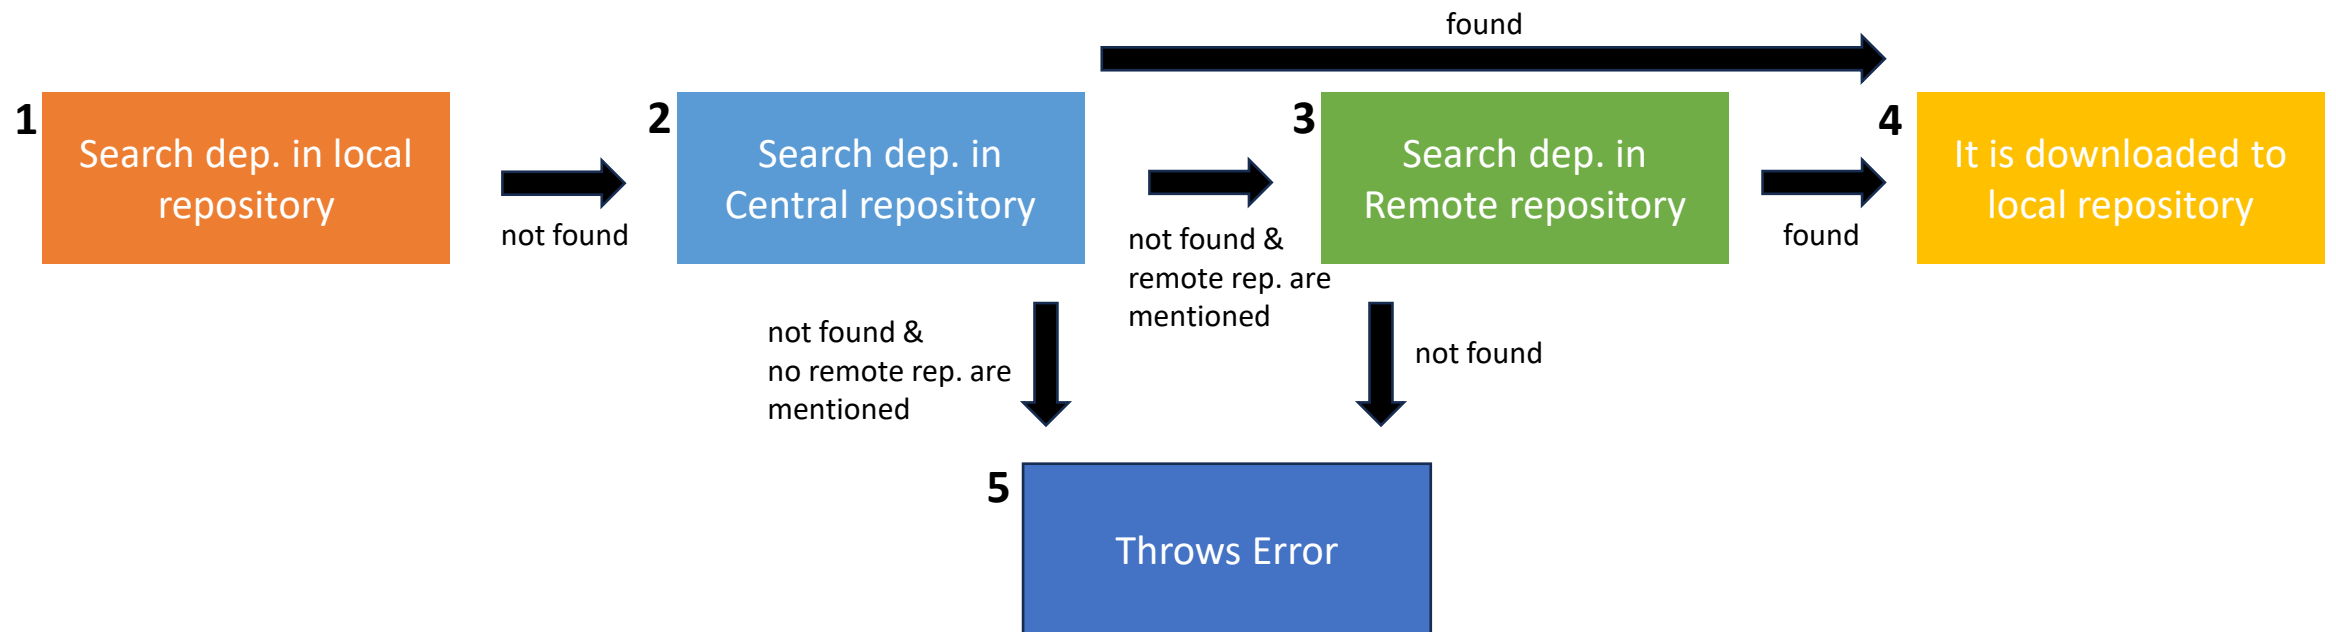 found
1
Search dep. in local
repository
not found
2
Search dep. in
Central repository
not found &
remote rep. are
mentioned
3
Search dep. in
Remote repository
found
4
It is downloaded to
local repository
not found &
no remote rep. are
mentioned
not found
5
Throws Error